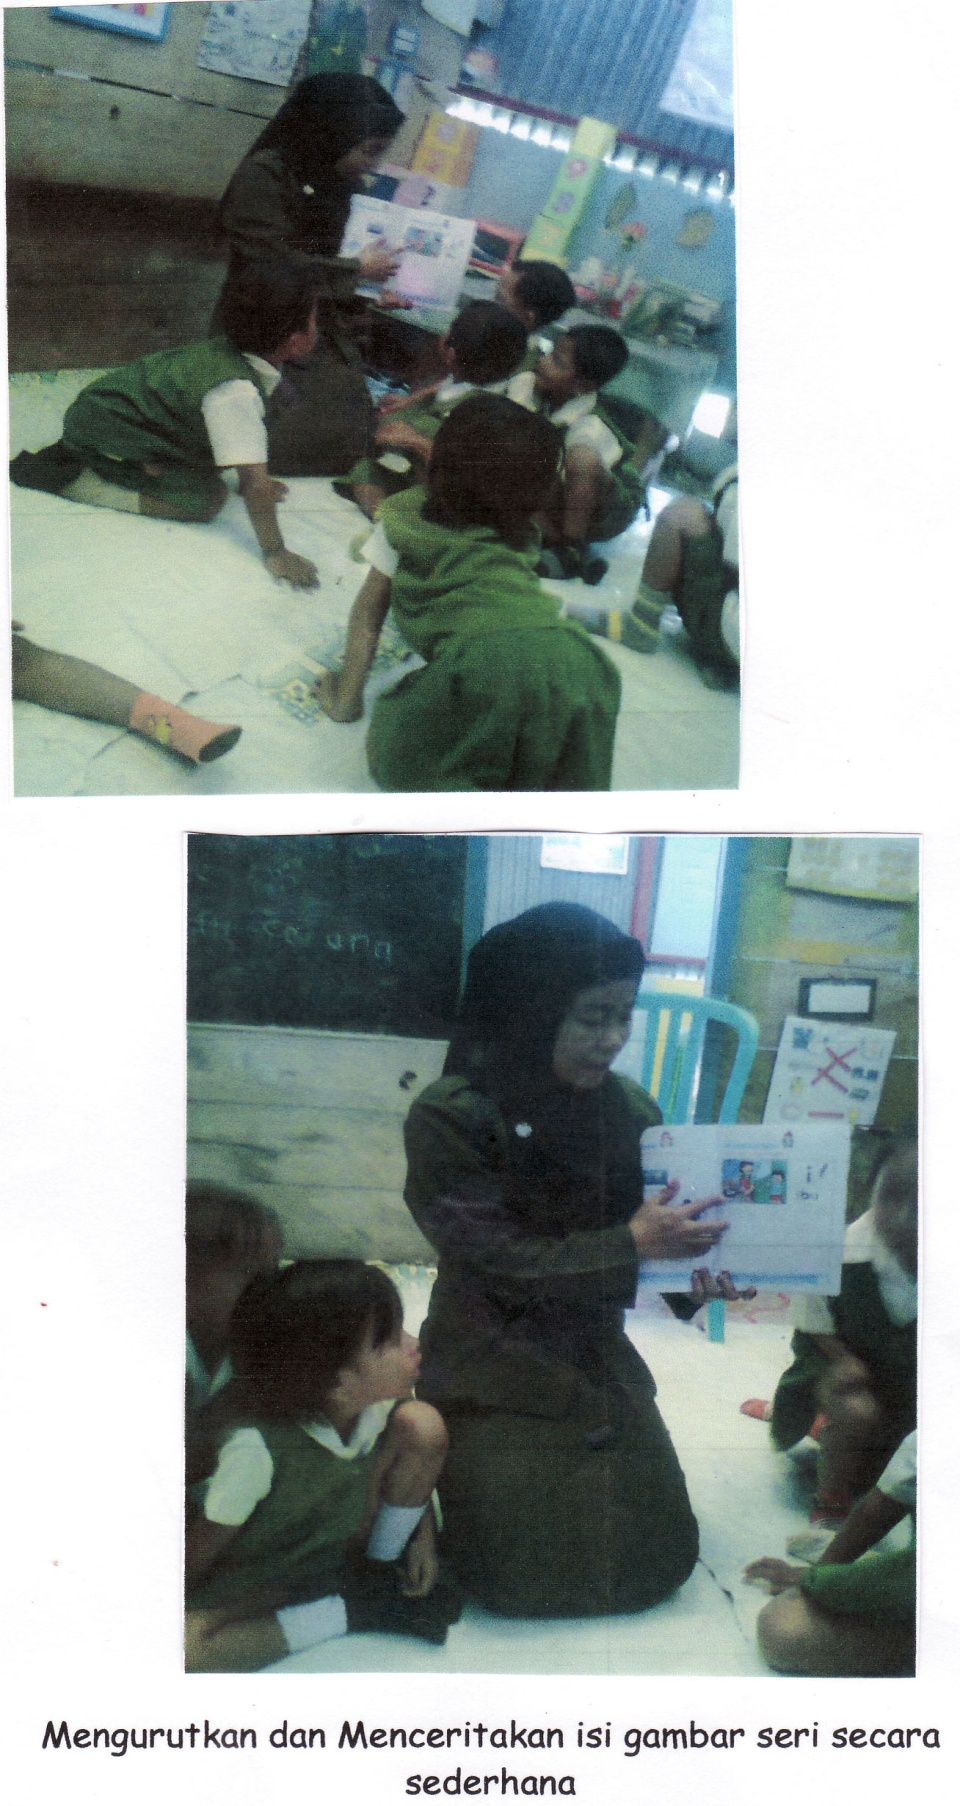 Mengurutkan dan Menceritakan isi gambar seri secara
sederhana